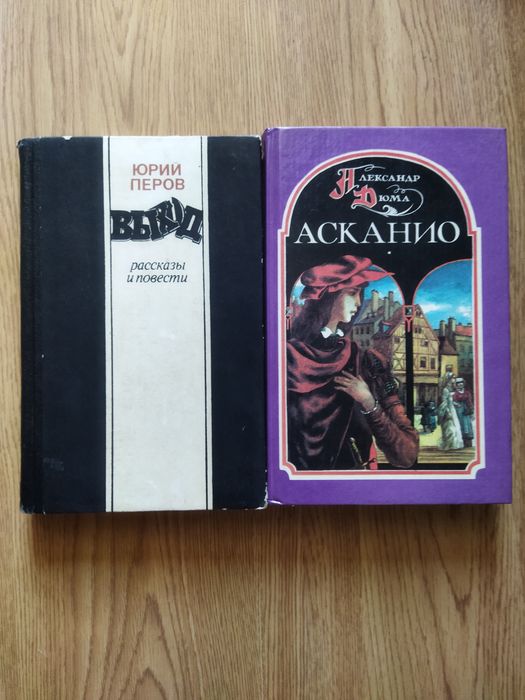 ЮРИЙ
ПЕРОВ
ВЫХОД
рассказы
и повести
Александр
Дюма
АСКАНИО